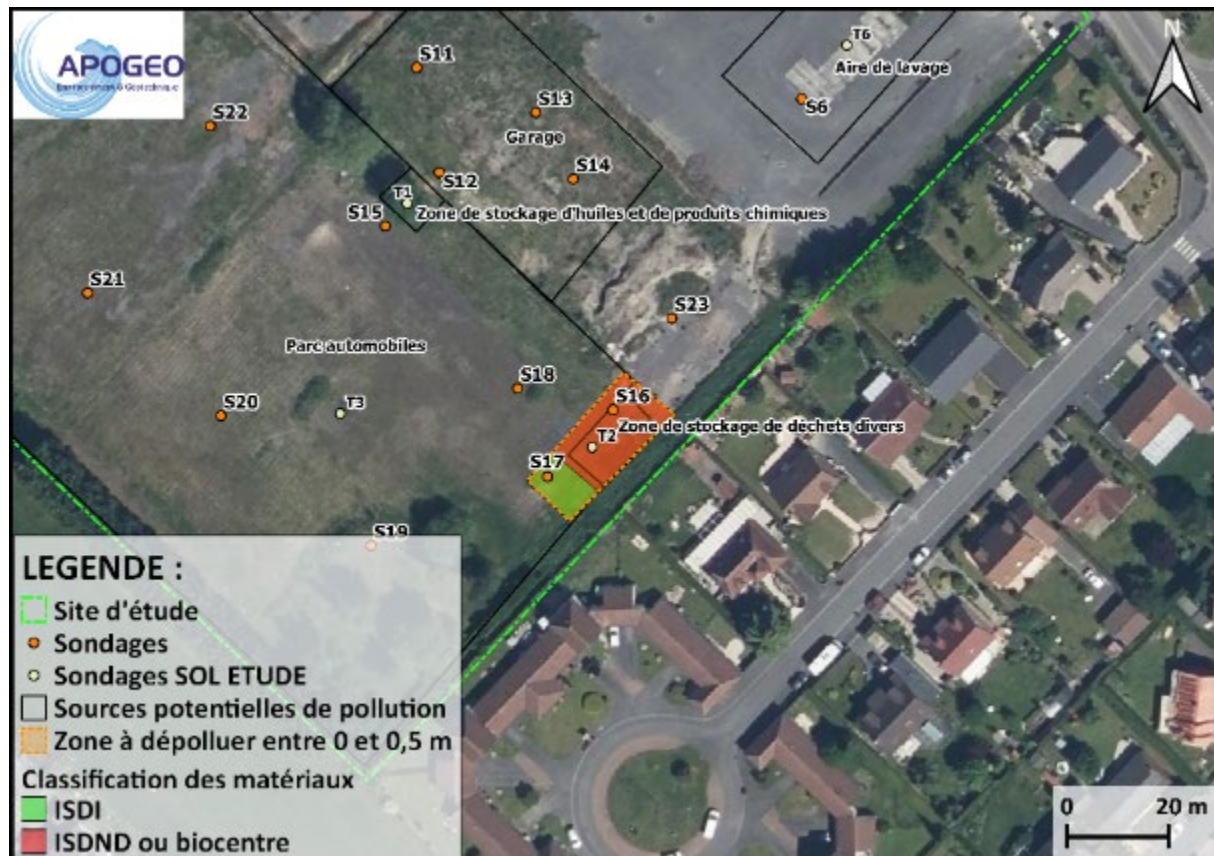 APOGEO
Environnement & Géotechnique
N
S11
T6
Aire de lavage
S6
S13
S22
Garage
S14
S12
T1
S15
Zone de stockage d'huiles et de produits chimiques
S21
S23
Parc automobiles
S18
S16
S20
T3
Zone de stockage de déchets divers
T2
S17
S19
LEGENDE :
Site d'étude
Sondages
Sondages SOL ETUDE
Sources potentielles de pollution
Zone à dépolluer entre 0 et 0,5 m
Classification des matériaux
ISDI
ISDND ou biocentre
0 20 m